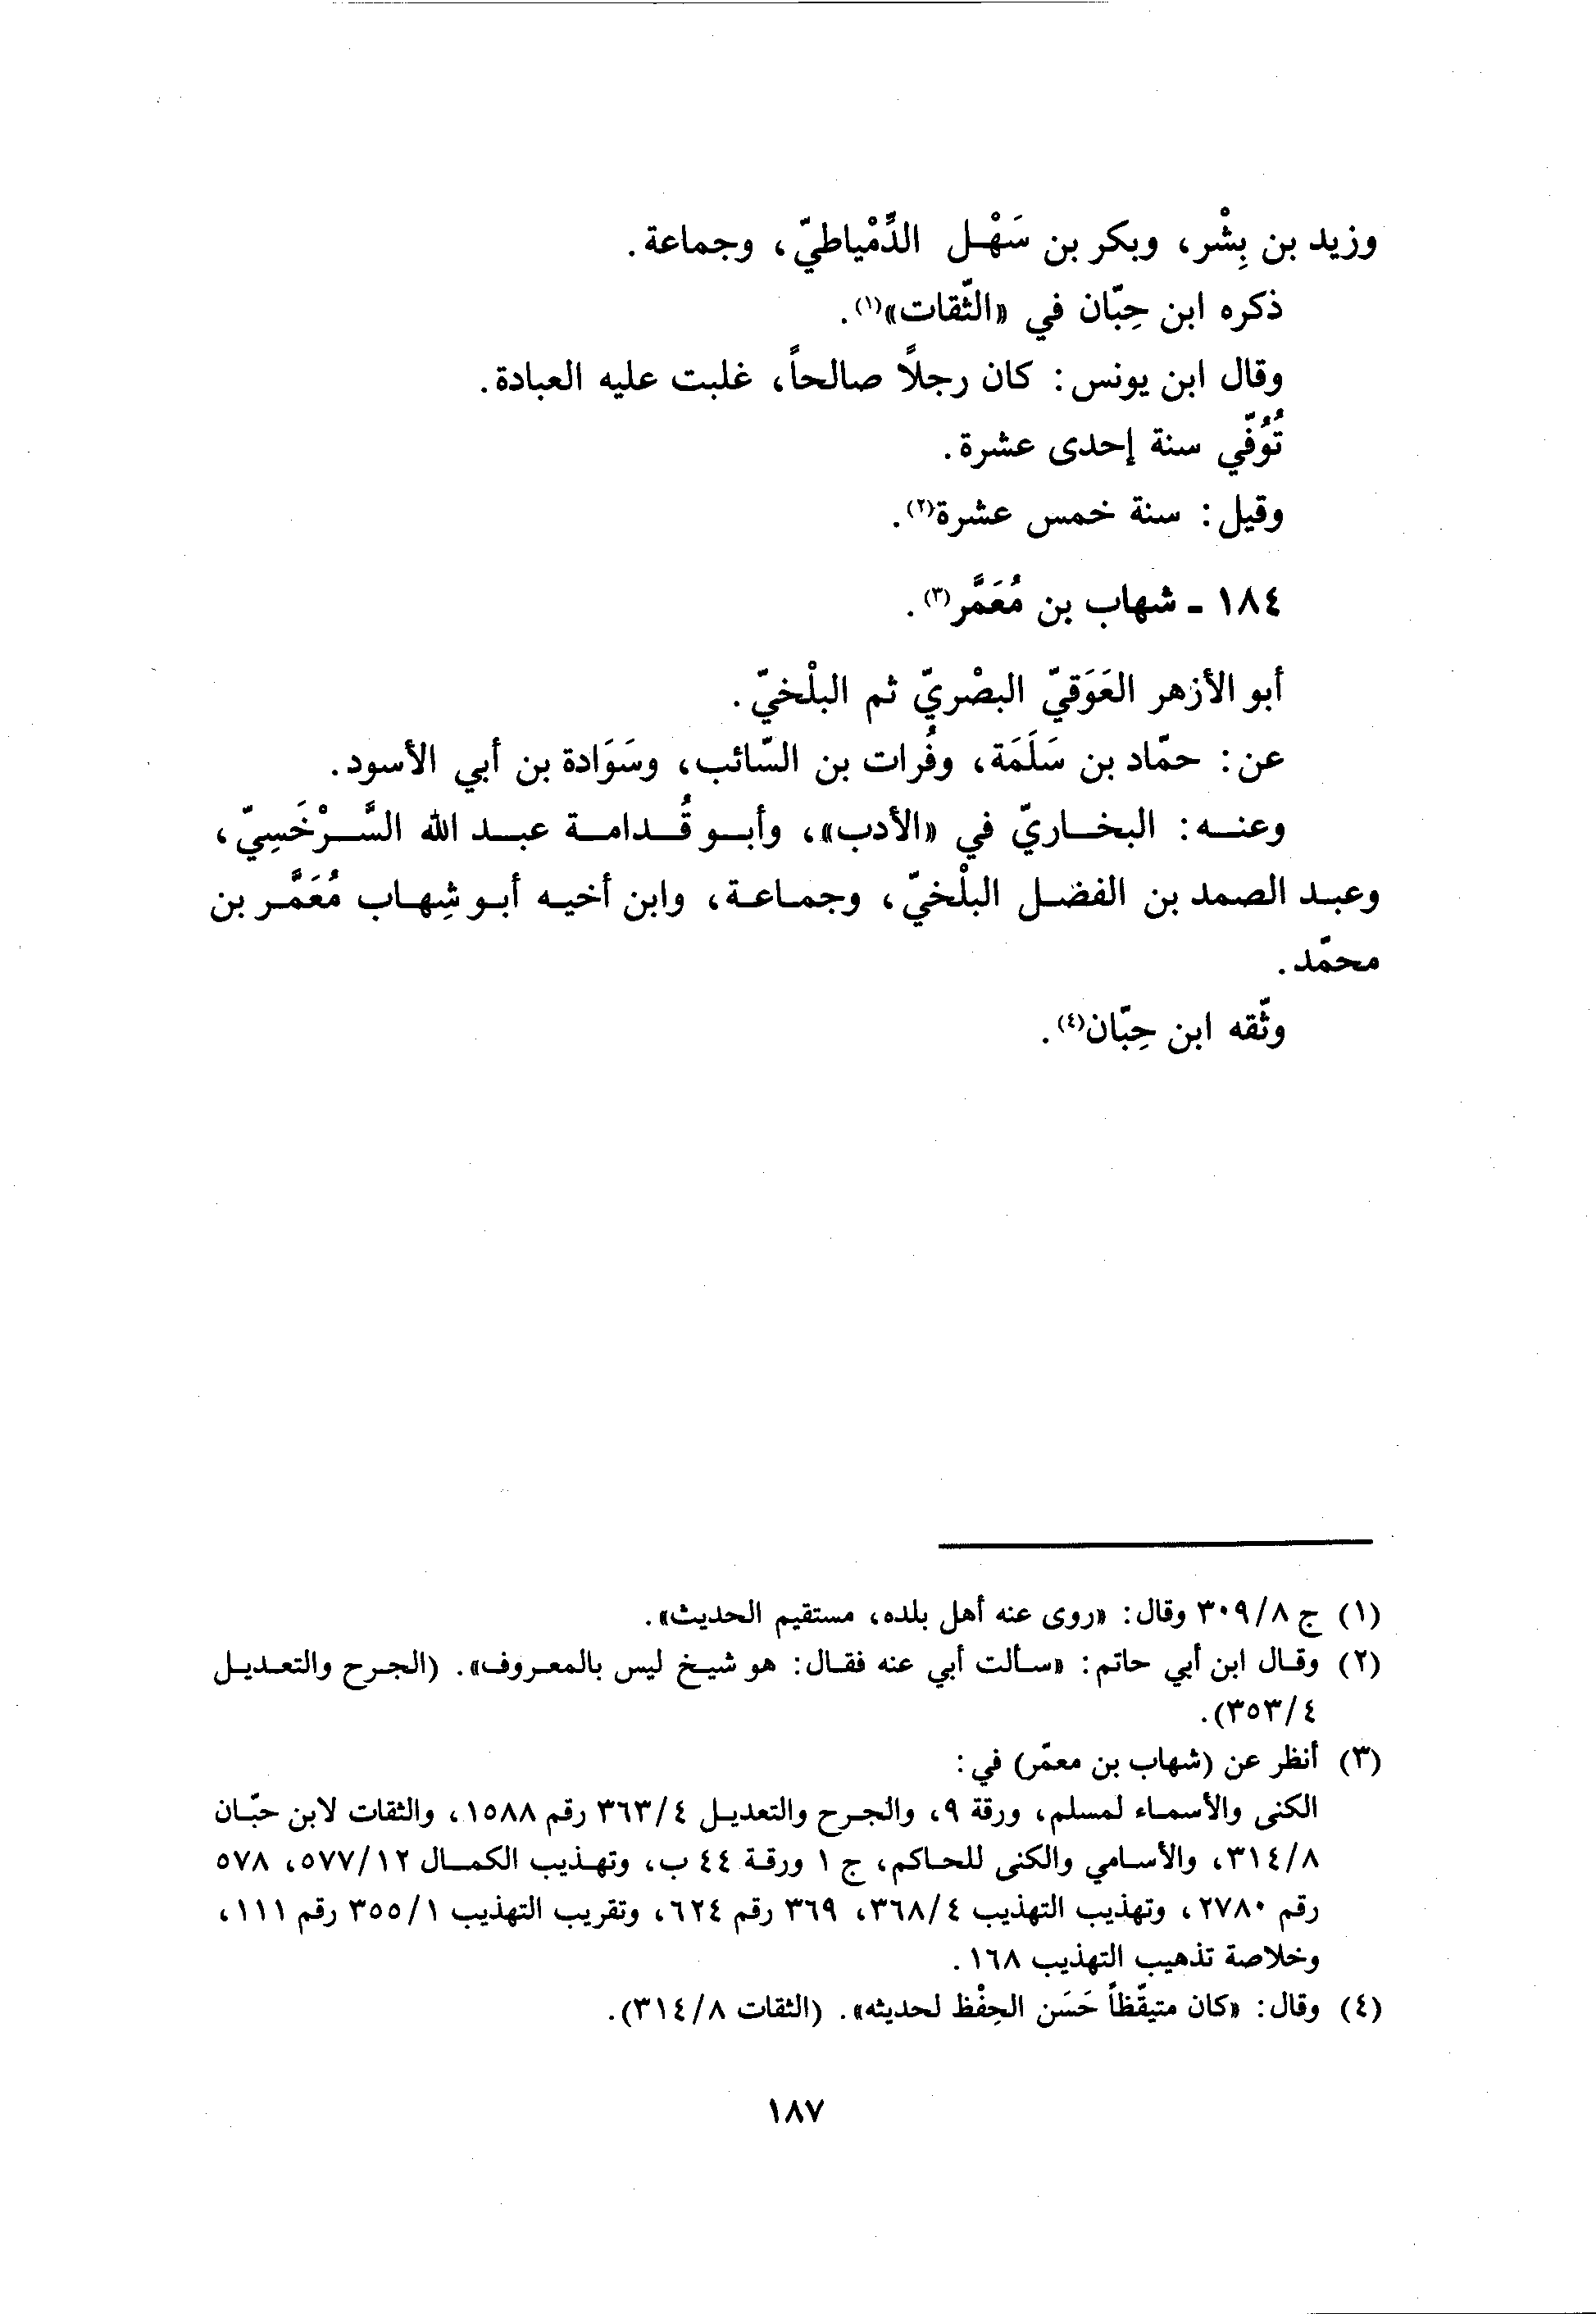 وزيد بن بِشْر، وبكر بن سَهْل الدِّمْياطيّ، وجماعة.
ذكره ابن حِبّان في «الثّقات»(١).
وقال ابن يونس: كان رجلًا صالحاً، غلبت عليه العبادة.
تُوُفّي سنة إحدى عشرة.
وقيل: سنة خمس عشرة(٢).
١٨٤ - شهاب بن مُعَمَّر(٣).
أبو الأزهر العَوَقيّ البصْريّ ثم البلْخيّ.
عن: حمّاد بن سَلَمَة، وفُرات بن السّائب، وسَوَادة بن أبي الأسود.
وعنه: البخاريّ في «الأدب»، وأبو قُدامة عبد الله السَّرْخَسِيّ،
وعبد الصمد بن الفضل البلْخيّ، وجماعة، وابن أخيه أبو شِهاب مُعَمَّر بن
محمّد.
وثّقه ابن حِبّان(٤).
(١) ج ٣٠٩/٨ وقال: «روى عنه أهل بلده، مستقيم الحديث».
(٢) وقال ابن أبي حاتم: «سألت أبي عنه فقال: هو شيخ ليس بالمعروف». (الجرح والتعديل
٣٥٣/٤).
(٣) أنظر عن (شهاب بن معمّر) في:
الكنى والأسماء لمسلم، ورقة ٩، والجرح والتعديل ٣٦٣/٤ رقم ١٥٨٨، والثقات لابن حبّان
٣١٤/٨، والأسامي والكنى للحاكم، ج ١ ورقة ٤٤ ب، وتهذيب الكمال ٥٧٧/١٢، ٥٧٨
رقم ٢٧٨٠، وتهذيب التهذيب ٣٦٨/٤، ٣٦٩ رقم ٦٢٤، وتقريب التهذيب ٣٥٥/١ رقم ١١١،
وخلاصة تذهيب التهذيب ١٦٨.
(٤) وقال: «كان متيقّظاً حَسَن الحِفْظ لحديثه». (الثقات ٣١٤/٨).
١٨٧